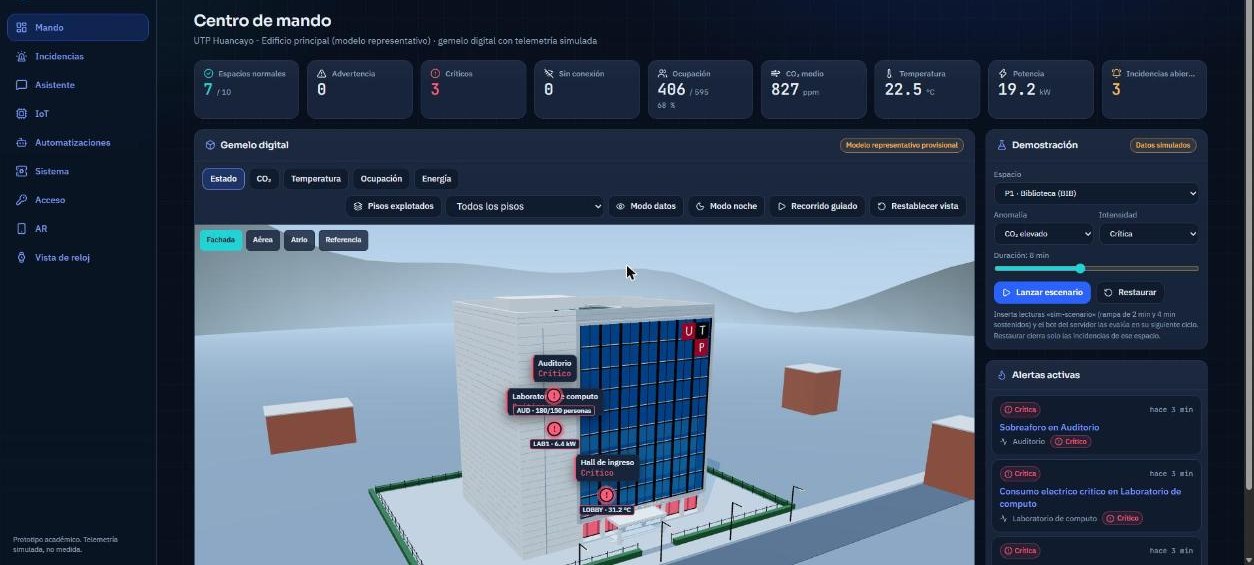 Mando
Incidencias
Asistente
IoT
Automatizaciones
Sistema
Acceso
AR
Vista de reloj
Prototipo académico. Telemetría
simulada, no medida.
Centro de mando
UTP Huancayo - Edificio principal (modelo representativo) · gemelo digital con telemetría simulada
Espacios normales
7 / 10
Advertencia
0
Críticos
3
Sin conexión
0
Ocupación
406 / 595
68 %
CO₂ medio
827 ppm
Temperatura
22.5 °C
Potencia
19.2 kW
Incidencias abier...
3
Gemelo digital
Modelo representativo provisional
Estado
CO₂
Temperatura
Ocupación
Energía
Pisos explotados
Todos los pisos
Modo datos
Modo noche
Recorrido guiado
Restablecer vista
Fachada
Aérea
Atrio
Referencia
U T
P
Auditorio
Crítico
AUD · 180/150 personas
LAB1 · 6.4 kW
Hall de ingreso
Crítico
LOBBY · 31.2 °C
Demostración
Datos simulados
Espacio
P1 · Biblioteca (BIB)
Anomalía
Intensidad
CO₂ elevado
Crítica
Duración: 8 min
Lanzar escenario
Restaurar
Inserta lecturas «sim-scenario» (rampa de 2 min y 4 min
sostenidos) y el bot del servidor las evalúa en su siguiente ciclo.
Restaurar cierra solo las incidencias de ese espacio.
Alertas activas
Crítica
hace 3 min
Sobreaforo en Auditorio
Auditorio
Crítico
Crítica
hace 3 min
Consumo electrico critico en Laboratorio de
computo
Laboratorio de computo
Crítico
Crítica
hace 3 min